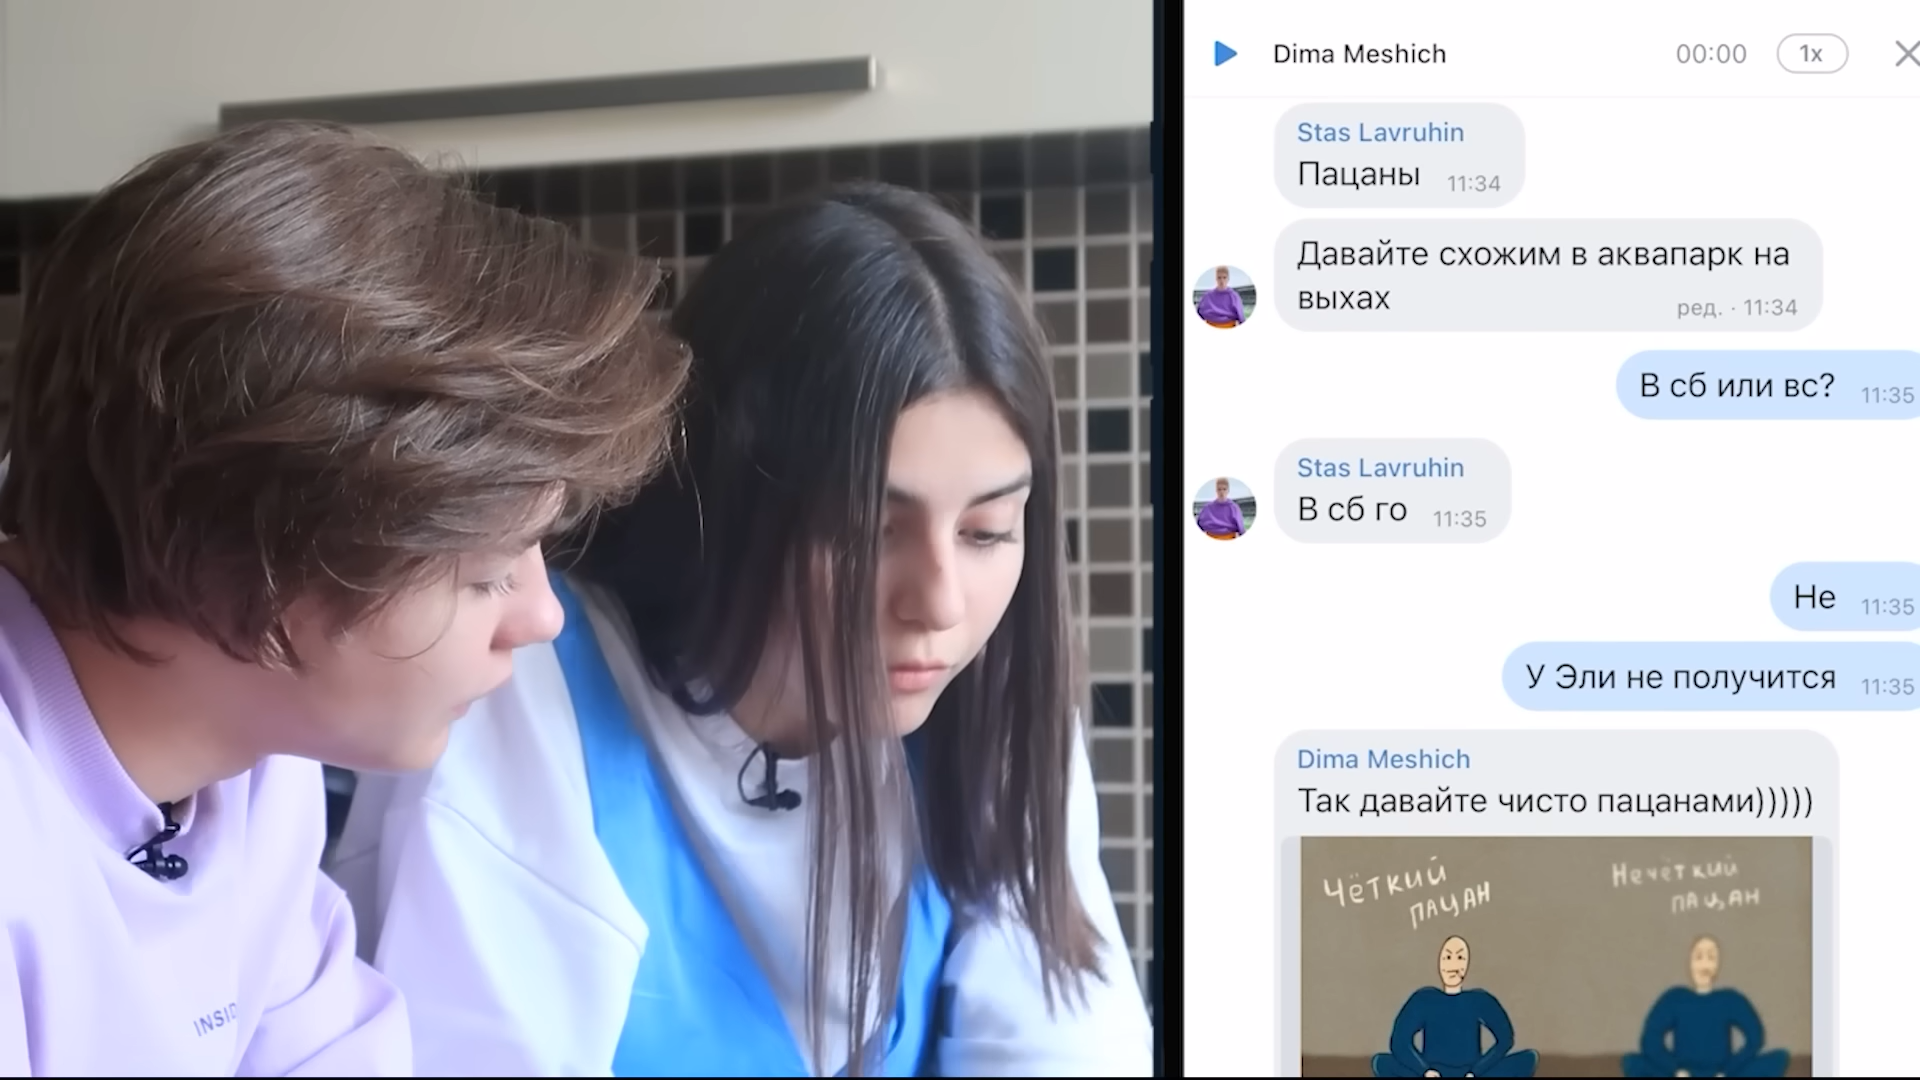 Dima Meshich 00:00 1x
Stas Lavruhin
Пацаны 11:34
Давайте схожим в аквапарк на
выхах ред. · 11:34
В сб или вс? 11:35
Stas Lavruhin
В сб го 11:35
Не 11:35
У Эли не получится 11:35
Dima Meshich
Так давайте чисто пацанами)))))
Чёткий
пацан
Нечёткий
пацан
INSID